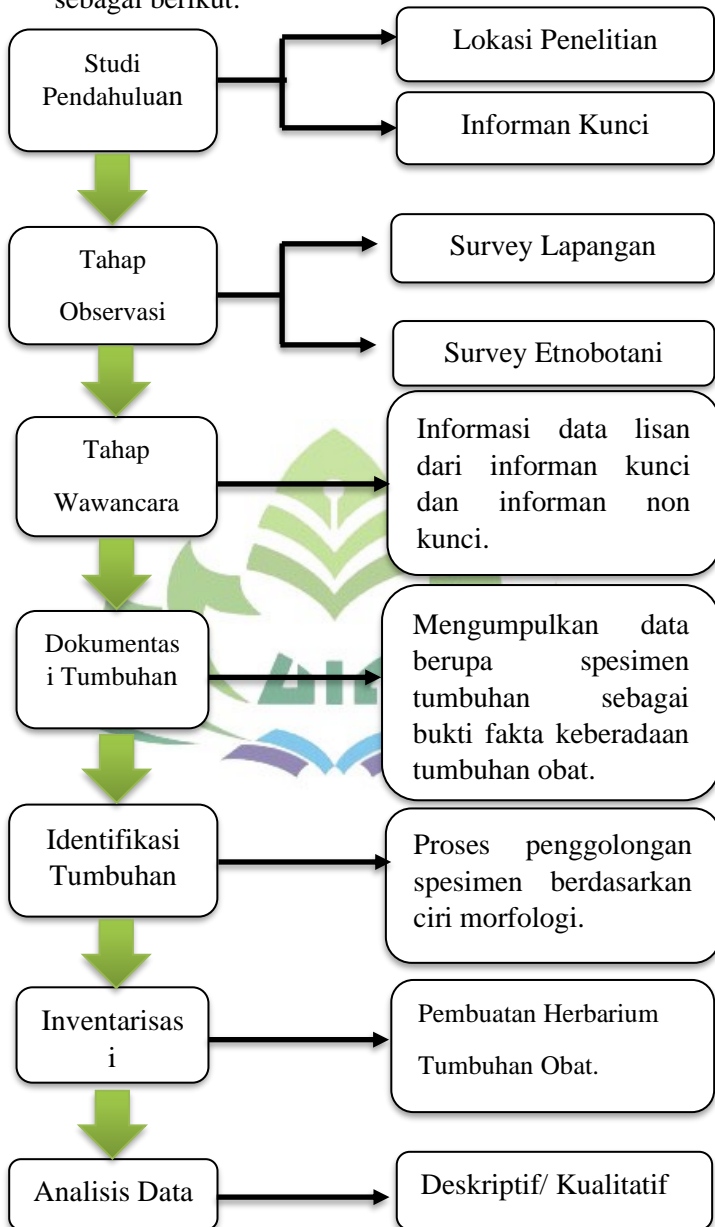 sebagai berikut:
Studi
Pendahuluan
Lokasi Penelitian
Informan Kunci
Tahap
Observasi
Survey Lapangan
Survey Etnobotani
Tahap
Wawancara
Informasi data lisan
dari informan kunci
dan informan non
kunci.
Dokumentas
i Tumbuhan
Mengumpulkan data
berupa spesimen
tumbuhan sebagai
bukti fakta keberadaan
tumbuhan obat.
Identifikasi
Tumbuhan
Proses penggolongan
spesimen berdasarkan
ciri morfologi.
Inventarisas
i
Pembuatan Herbarium
Tumbuhan Obat.
Analisis Data
Deskriptif/ Kualitatif